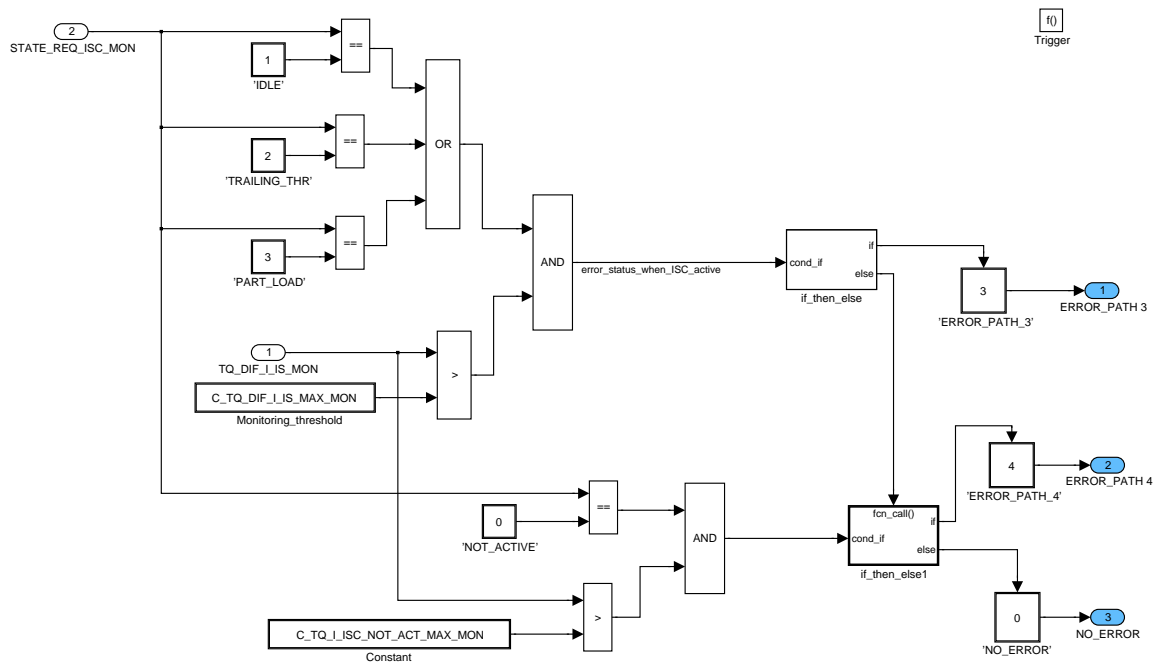 2
STATE_REQ_ISC_MON
f()
Trigger
==
1
'IDLE'
OR
==
2
'TRAILING_THR'
==
3
'PART_LOAD'
AND
error_status_when_ISC_active
cond_if
if
else
if_then_else
3
'ERROR_PATH_3'
1
ERROR_PATH 3
1
TQ_DIF_I_IS_MON
>
C_TQ_DIF_I_IS_MAX_MON
Monitoring_threshold
4
'ERROR_PATH_4'
2
ERROR_PATH 4
==
0
'NOT_ACTIVE'
AND
fcn_call()
cond_if
if
else
if_then_else1
>
C_TQ_I_ISC_NOT_ACT_MAX_MON
Constant
0
'NO_ERROR'
3
NO_ERROR